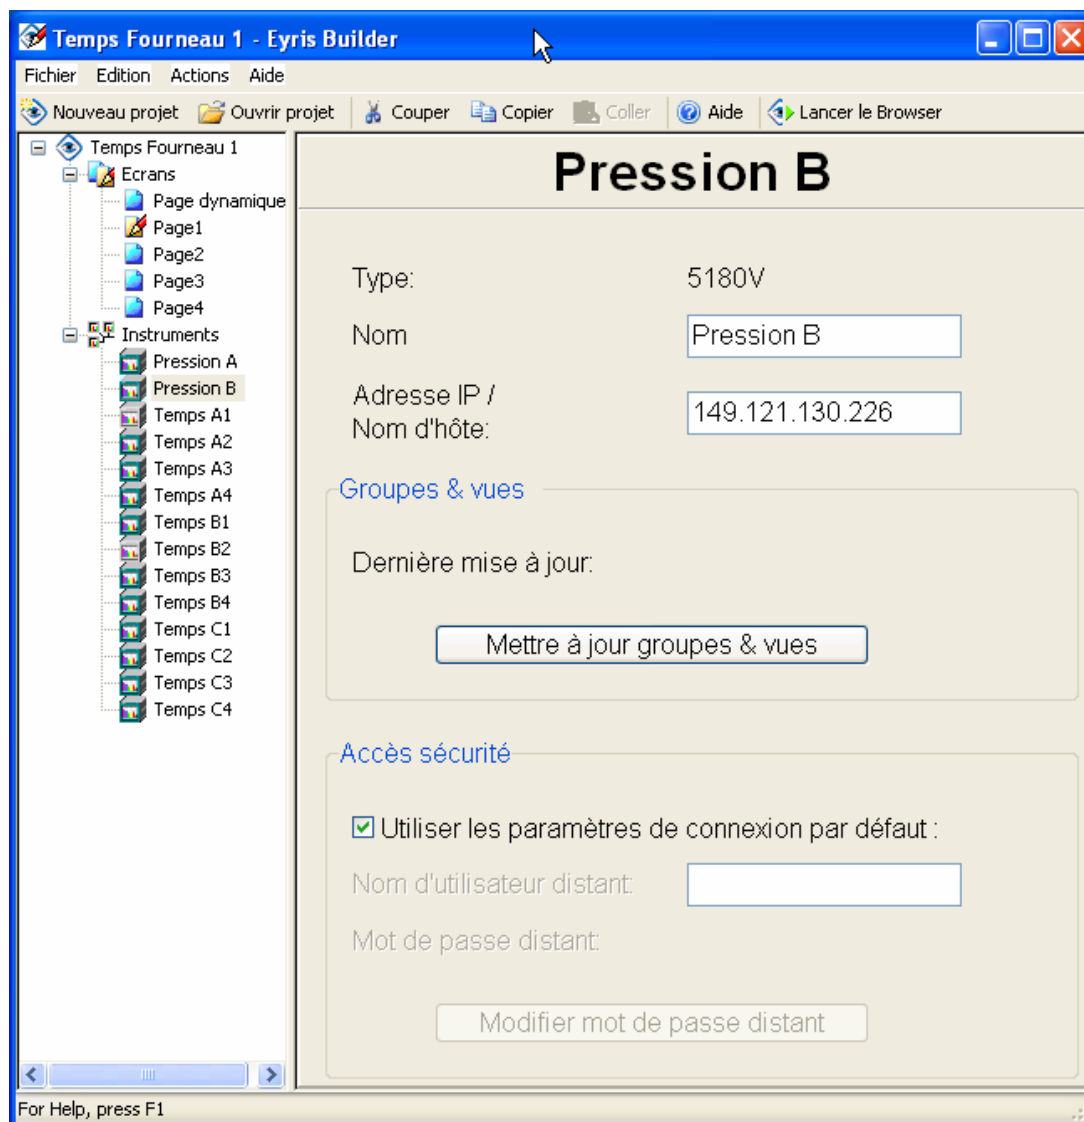 Temps Fourneau 1 - Eyris Builder
Fichier Edition Actions Aide
Nouveau projet Ouvrir projet Couper Copier Coller Aide Lancer le Browser
Temps Fourneau 1
Ecrans
Page dynamique
Page1
Page2
Page3
Page4
Instruments
Pression A
Pression B
Temps A1
Temps A2
Temps A3
Temps A4
Temps B1
Temps B2
Temps B3
Temps B4
Temps C1
Temps C2
Temps C3
Temps C4
Pression B
Type: 5180V
Nom Pression B
Adresse IP /
Nom d'hôte: 149.121.130.226
Groupes & vues
Dernière mise à jour:
Mettre à jour groupes & vues
Accès sécurité
Utiliser les paramètres de connexion par défaut :
Nom d'utilisateur distant:
Mot de passe distant:
Modifier mot de passe distant
For Help, press F1